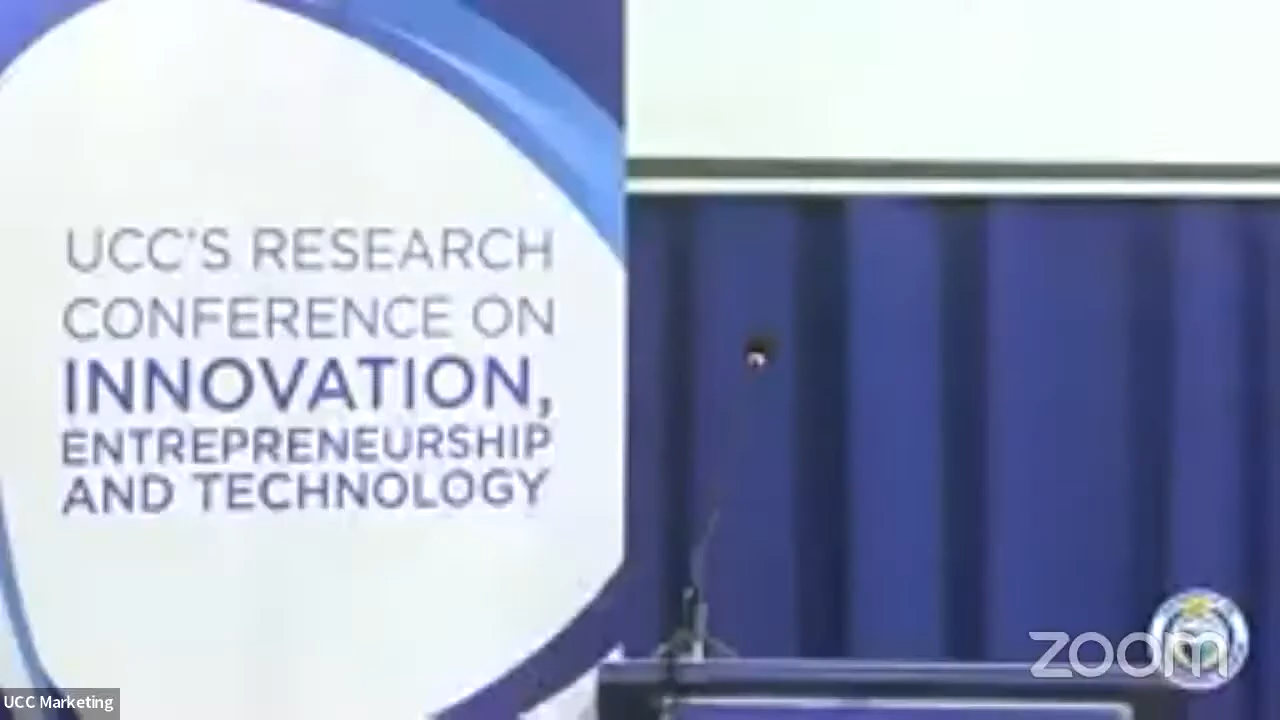 UCC'S RESEARCH
CONFERENCE ON
INNOVATION,
ENTREPRENEURSHIP
AND TECHNOLOGY
zoom
UCC Marketing